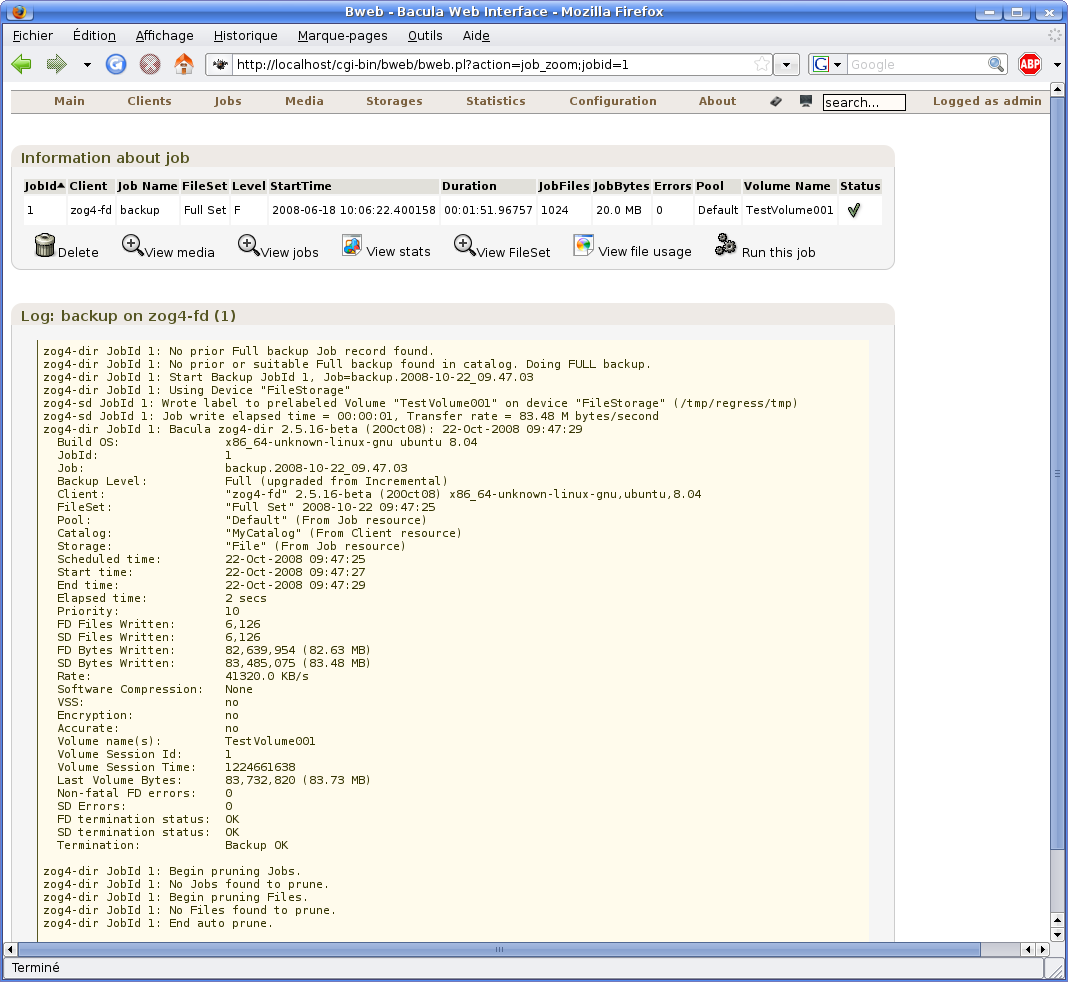 Bweb - Bacula Web Interface - Mozilla Firefox
Fichier Édition Affichage Historique Marque-pages Outils Aide
http://localhost/cgi-bin/bweb/bweb.pl?action=job_zoom;jobid=1 G Google ABP
Main Clients Jobs Media Storages Statistics Configuration About search... Logged as admin
Information about job
JobId Client Job Name FileSet Level StartTime Duration JobFiles JobBytes Errors Pool Volume Name Status
1 zog4-fd backup Full Set F 2008-06-18 10:06:22.400158 00:01:51.96757 1024 20.0 MB 0 Default TestVolume001
Delete View media View jobs View stats View FileSet View file usage Run this job
Log: backup on zog4-fd (1)
zog4-dir JobId 1: No prior Full backup Job record found.
zog4-dir JobId 1: No prior or suitable Full backup found in catalog. Doing FULL backup.
zog4-dir JobId 1: Start Backup JobId 1, Job=backup.2008-10-22_09.47.03
zog4-dir JobId 1: Using Device "FileStorage"
zog4-sd JobId 1: Wrote label to prelabeled Volume "TestVolume001" on device "FileStorage" (/tmp/regress/tmp)
zog4-sd JobId 1: Job write elapsed time = 00:00:01, Transfer rate = 83.48 M bytes/second
zog4-dir JobId 1: Bacula zog4-dir 2.5.16-beta (20Oct08): 22-Oct-2008 09:47:29
Build OS: x86_64-unknown-linux-gnu ubuntu 8.04
JobId: 1
Job: backup.2008-10-22_09.47.03
Backup Level: Full (upgraded from Incremental)
Client: "zog4-fd" 2.5.16-beta (20Oct08) x86_64-unknown-linux-gnu,ubuntu,8.04
FileSet: "Full Set" 2008-10-22 09:47:25
Pool: "Default" (From Job resource)
Catalog: "MyCatalog" (From Client resource)
Storage: "File" (From Job resource)
Scheduled time: 22-Oct-2008 09:47:25
Start time: 22-Oct-2008 09:47:27
End time: 22-Oct-2008 09:47:29
Elapsed time: 2 secs
Priority: 10
FD Files Written: 6,126
SD Files Written: 6,126
FD Bytes Written: 82,639,954 (82.63 MB)
SD Bytes Written: 83,485,075 (83.48 MB)
Rate: 41320.0 KB/s
Software Compression: None
VSS: no
Encryption: no
Accurate: no
Volume name(s): TestVolume001
Volume Session Id: 1
Volume Session Time: 1224661638
Last Volume Bytes: 83,732,820 (83.73 MB)
Non-fatal FD errors: 0
SD Errors: 0
FD termination status: OK
SD termination status: OK
Termination: Backup OK
zog4-dir JobId 1: Begin pruning Jobs.
zog4-dir JobId 1: No Jobs found to prune.
zog4-dir JobId 1: Begin pruning Files.
zog4-dir JobId 1: No Files found to prune.
zog4-dir JobId 1: End auto prune.
Terminé